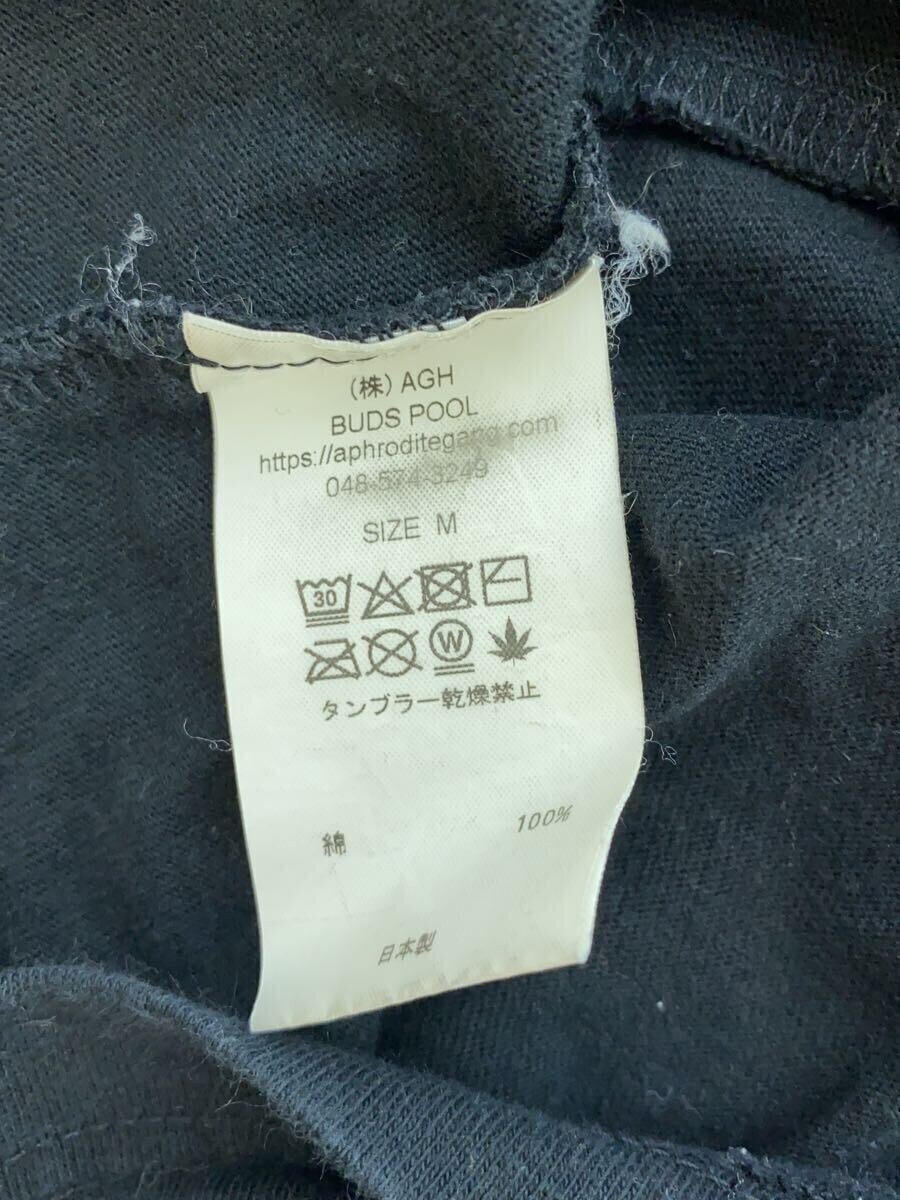 (株) AGH
BUDS POOL
https://aphroditegang.com
048-574-3249
SIZE M
30
W
タンブラー乾燥禁止
綿 100%
日本製